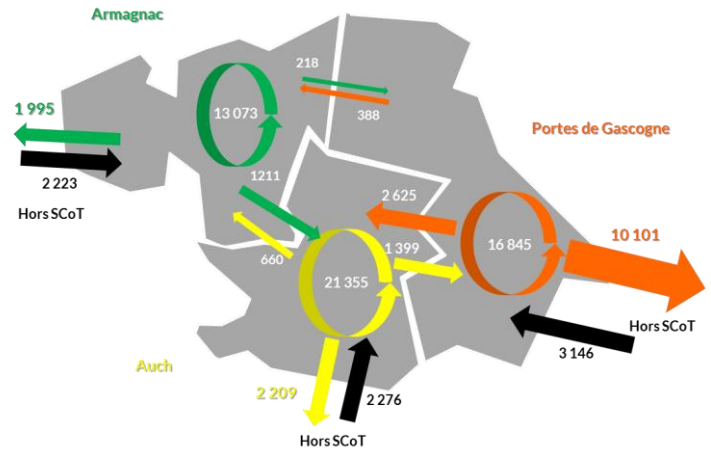 Armagnac
218
1 995
13 073
388
Portes de Gascogne
2 223
1211
2 625
Hors SCoT
1 399
16 845
10 101
660
21 355
Hors SCoT
3 146
Auch
2 209
2 276
Hors SCoT